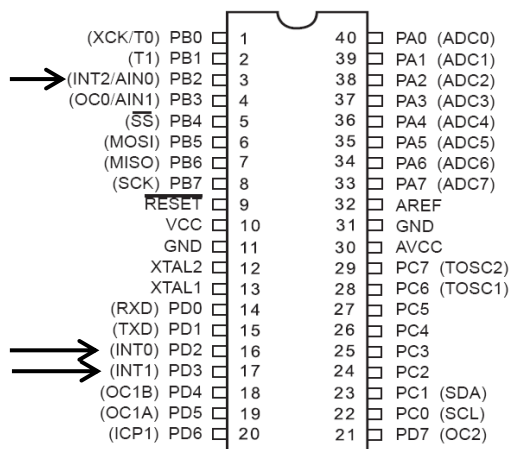 (XCK/T0) PB0 1 40 PA0 (ADC0)
(T1) PB1 2 39 PA1 (ADC1)
(INT2/AIN0) PB2 3 38 PA2 (ADC2)
(OC0/AIN1) PB3 4 37 PA3 (ADC3)
(SS) PB4 5 36 PA4 (ADC4)
(MOSI) PB5 6 35 PA5 (ADC5)
(MISO) PB6 7 34 PA6 (ADC6)
(SCK) PB7 8 33 PA7 (ADC7)
RESET 9 32 AREF
VCC 10 31 GND
GND 11 30 AVCC
XTAL2 12 29 PC7 (TOSC2)
XTAL1 13 28 PC6 (TOSC1)
(RXD) PD0 14 27 PC5
(TXD) PD1 15 26 PC4
(INT0) PD2 16 25 PC3
(INT1) PD3 17 24 PC2
(OC1B) PD4 18 23 PC1 (SDA)
(OC1A) PD5 19 22 PC0 (SCL)
(ICP1) PD6 20 21 PD7 (OC2)